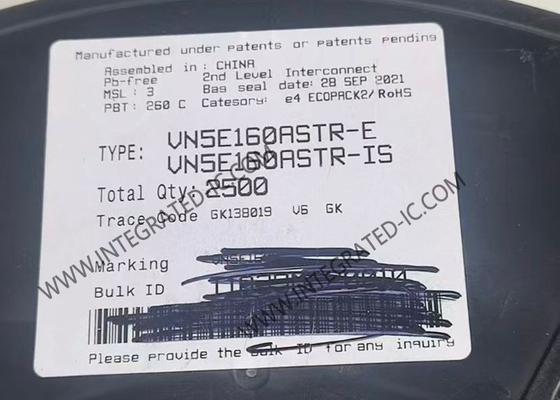 Manufactured under patents or patents pending
Assembled in : CHINA
Pb-free 2nd Level Interconnect
MSL : 3 Bag seal date: 28 SEP 2021
PBT: 260 C Category: e4 ECOPACK2/RoHS
TYPE: VN5E160ASTR-E
VN5E160ASTR-IS
Total Qty: 2500
Trace Code GK138019 V6 GK
Marking
Bulk ID
Please provide the Bulk ID for any inquiry
WWW.INTEGRATED-IC.COM
WWW.INTEGRATED-IC.COM